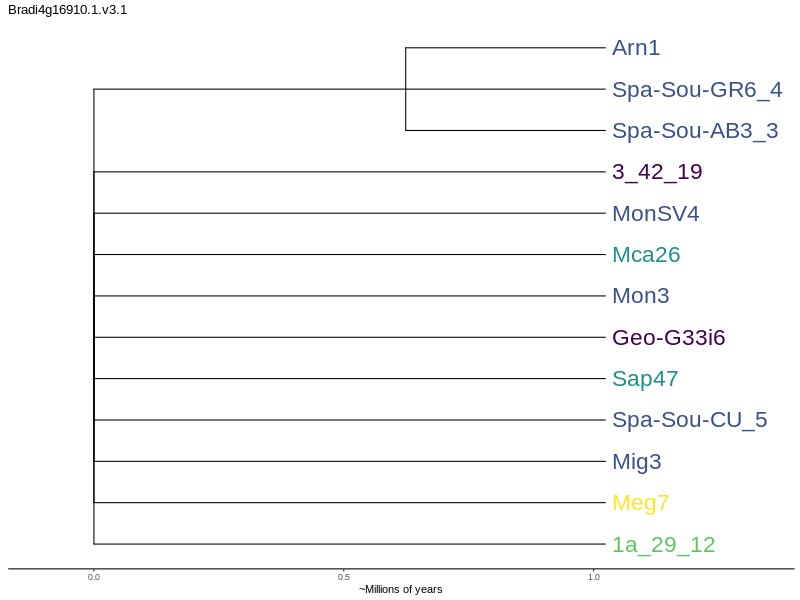 Bradi4g16910.1.v3.1
Arn1
Spa-Sou-GR6_4
Spa-Sou-AB3_3
3_42_19
MonSV4
Mca26
Mon3
Geo-G33i6
Sap47
Spa-Sou-CU_5
Mig3
Meg7
1a_29_12
0.0 0.5 1.0
~Millions of years